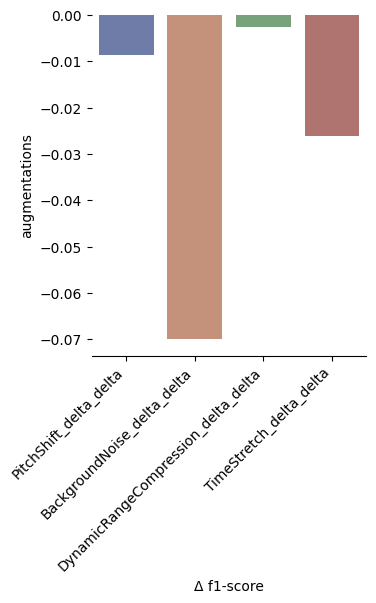 0.00
−0.01
−0.02
−0.03
−0.04
−0.05
−0.06
−0.07
augmentations
PitchShift_delta_delta
BackgroundNoise_delta_delta
DynamicRangeCompression_delta_delta
TimeStretch_delta_delta
Δ f1-score